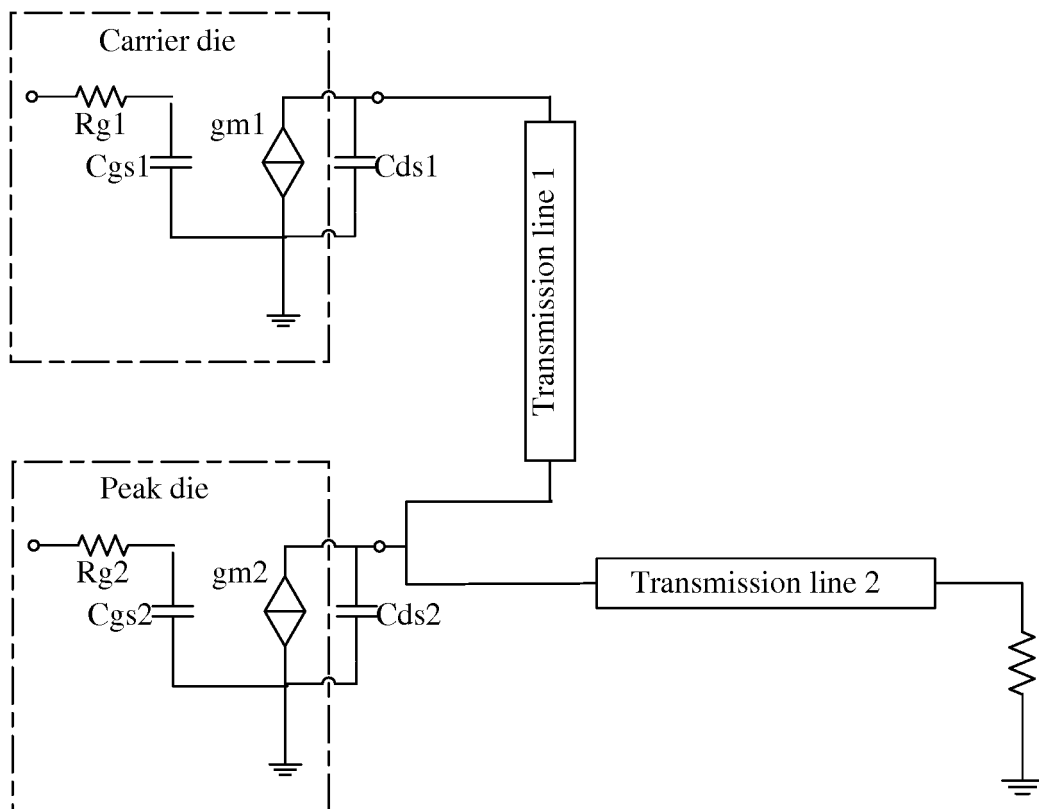 Carrier die
Rg1
gm1
Cgs1
Cds1
Transmission line 1
Peak die
Rg2
gm2
Cgs2
Cds2
Transmission line 2